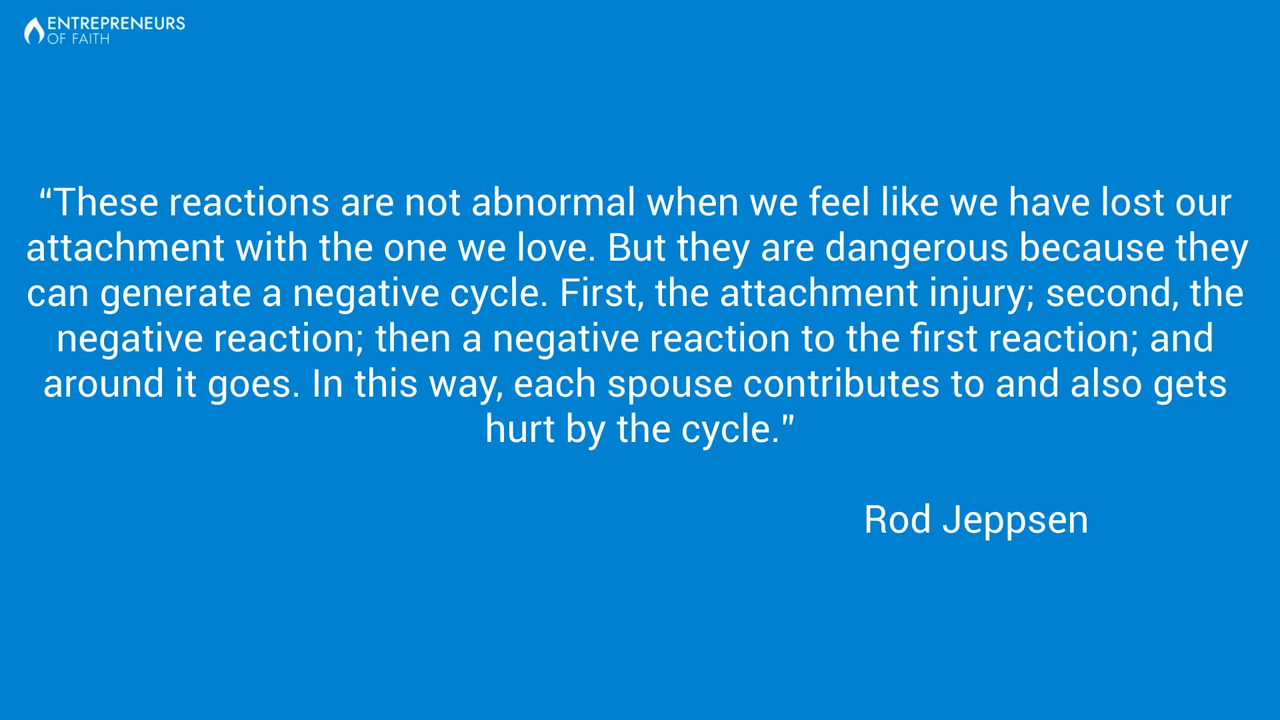 ENTREPRENEURS
OF FAITH
“These reactions are not abnormal when we feel like we have lost our
attachment with the one we love. But they are dangerous because they
can generate a negative cycle. First, the attachment injury; second, the
negative reaction; then a negative reaction to the first reaction; and
around it goes. In this way, each spouse contributes to and also gets
hurt by the cycle.”
Rod Jeppsen